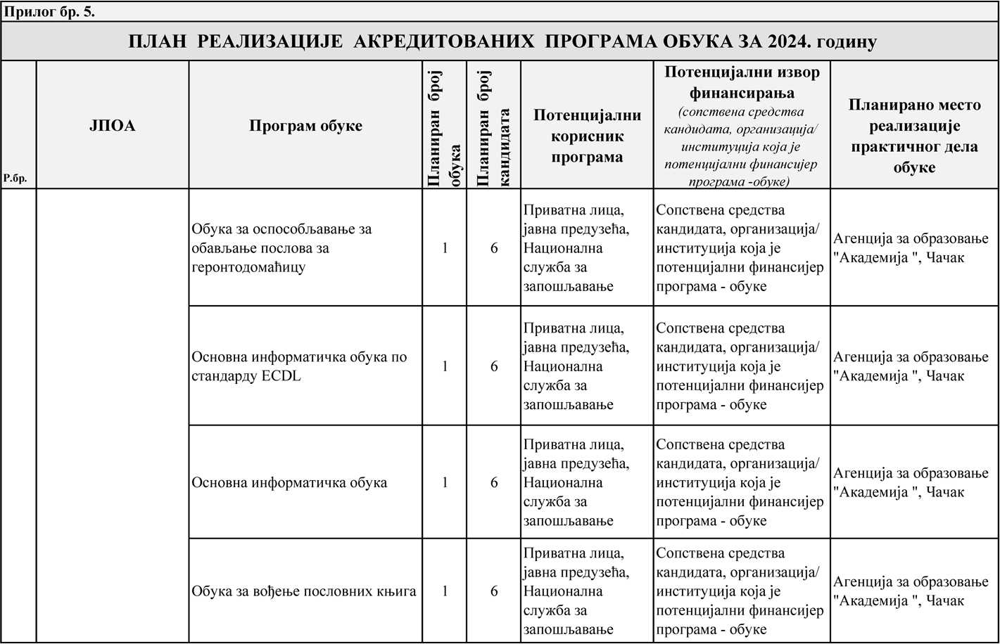 Прилог бр. 5.
ПЛАН РЕАЛИЗАЦИЈЕ АКРЕДИТОВАНИХ ПРОГРАМА ОБУКА ЗА 2024. годину
Р.бр.
ЈПОА
Програм обуке
Планиран број
обука
Планиран број
кандидата
Потенцијални
корисник
програма
Потенцијални извор
финансирања
(сопствена средства
кандидата, организација/
институција која је
потенцијални финансијер
програма -обуке)
Планирано место
реализације
практичног дела
обуке
Обука за оспособљавање за
обављање послова за
геронтодомаћицу
1
6
Приватна лица,
јавна предузећа,
Национална
служба за
запошљавање
Сопствена средства
кандидата, организација/
институција која је
потенцијални финансијер
програма - обуке
Агенција за образовање
"Академија ", Чачак
Основна информатичка обука по
стандарду ECDL
1
6
Приватна лица,
јавна предузећа,
Национална
служба за
запошљавање
Сопствена средства
кандидата, организација/
институција која је
потенцијални финансијер
програма - обуке
Агенција за образовање
"Академија ", Чачак
Основна информатичка обука
1
6
Приватна лица,
јавна предузећа,
Национална
служба за
запошљавање
Сопствена средства
кандидата, организација/
институција која је
потенцијални финансијер
програма - обуке
Агенција за образовање
"Академија ", Чачак
Обука за вођење пословних књига
1
6
Приватна лица,
јавна предузећа,
Национална
служба за
запошљавање
Сопствена средства
кандидата, организација/
институција која је
потенцијални финансијер
програма - обуке
Агенција за образовање
"Академија ", Чачак